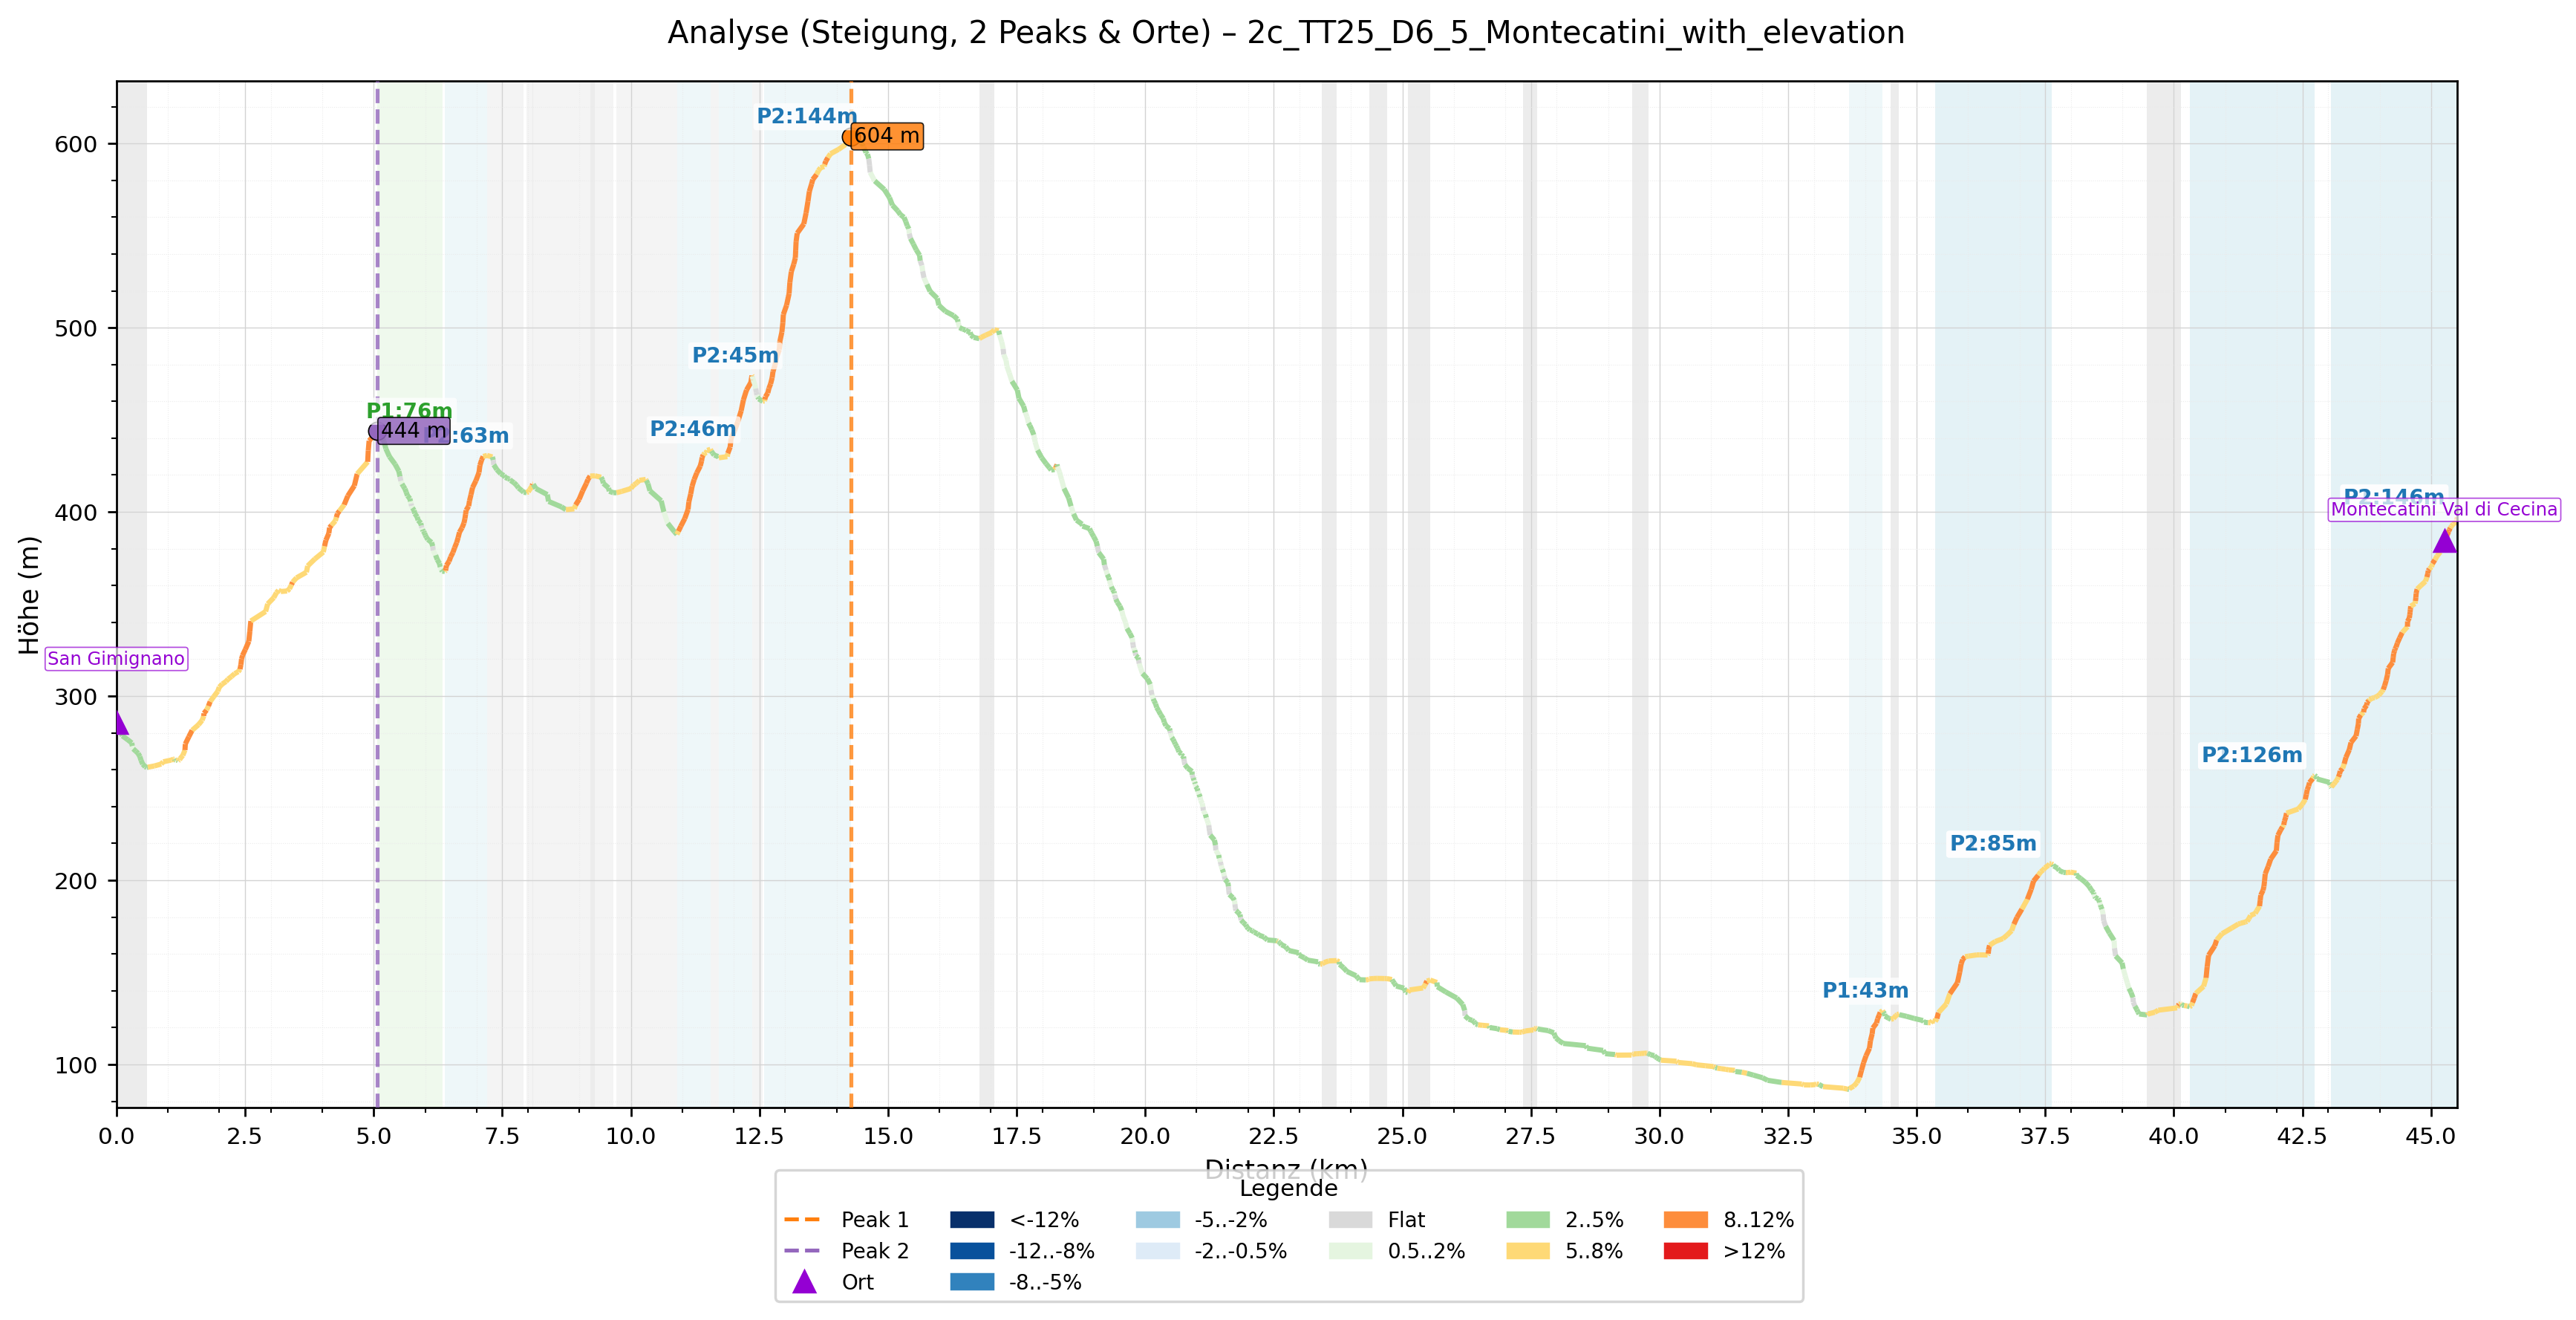 Analyse (Steigung, 2 Peaks & Orte) – 2c_TT25_D6_5_Montecatini_with_elevation
Höhe (m)
600
500
400
300
200
100
P2:144m
604 m
P2:45m
P1:76m
444 m
:63m
P2:46m
San Gimignano
P2:146m
Montecatini Val di Cecina
P2:126m
P2:85m
P1:43m
0.0 2.5 5.0 7.5 10.0 12.5 15.0 17.5 20.0 22.5 25.0 27.5 30.0 32.5 35.0 37.5 40.0 42.5 45.0
Distanz (km)
Legende
Peak 1 <-12% -5..-2% Flat 2..5% 8..12%
Peak 2 -12..-8% -2..-0.5% 0.5..2% 5..8% >12%
Ort -8..-5%